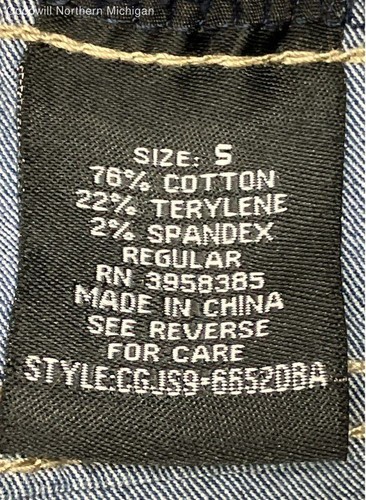 Goodwill Northern Michigan
SIZE: S
76% COTTON
22% TERYLENE
2% SPANDEX
REGULAR
RN 3958385
MADE IN CHINA
SEE REVERSE
FOR CARE
STYLE:CGJS9-6652DBA